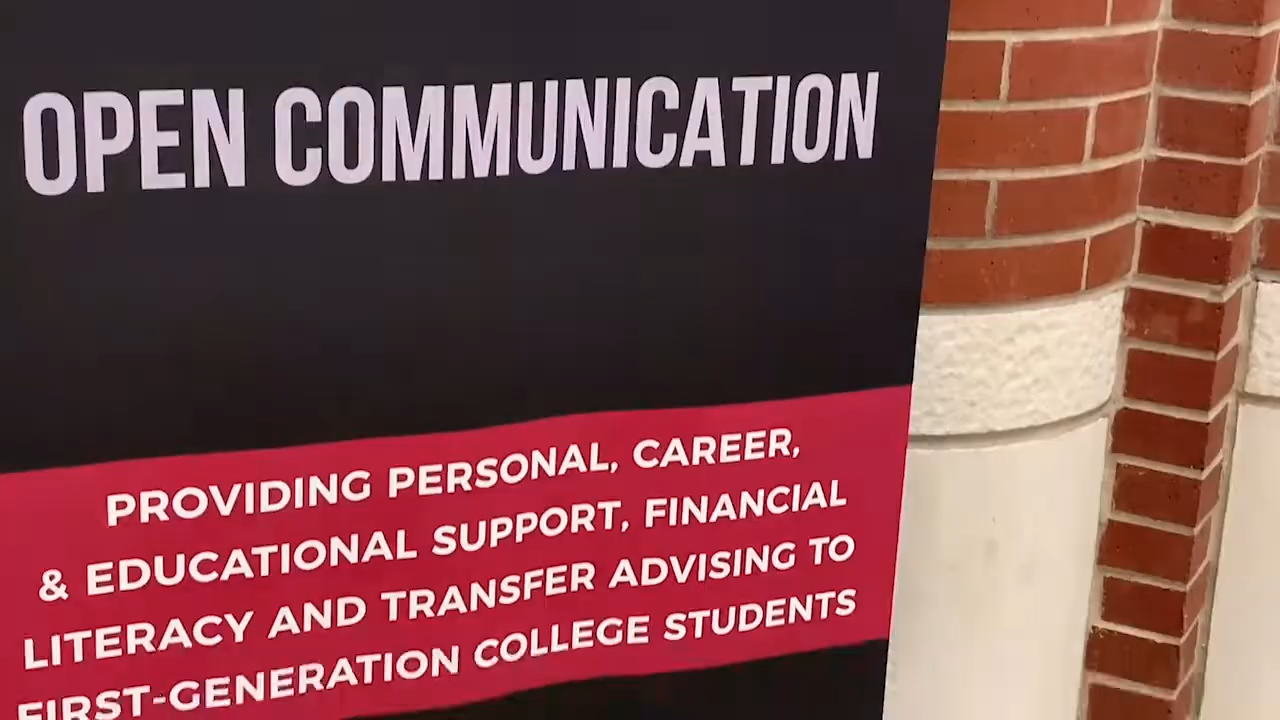 OPEN COMMUNICATION
PROVIDING PERSONAL, CAREER,
& EDUCATIONAL SUPPORT, FINANCIAL
LITERACY AND TRANSFER ADVISING TO
FIRST-GENERATION COLLEGE STUDENTS